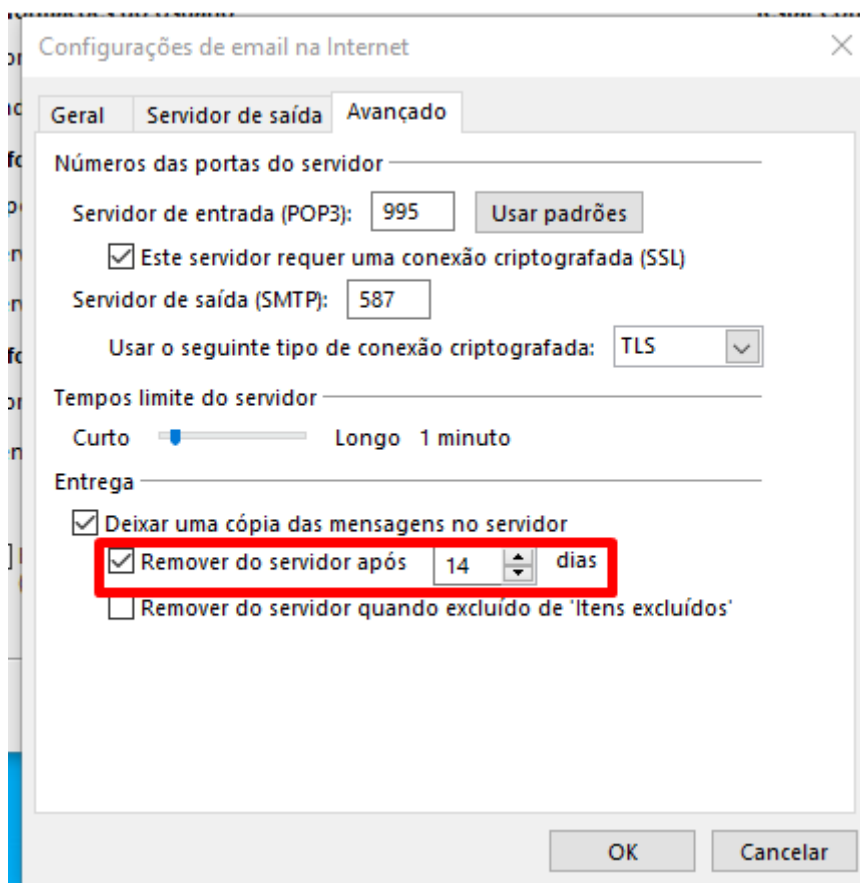 Configurações de email na Internet
Geral Servidor de saída Avançado
Números das portas do servidor
Servidor de entrada (POP3): 995 Usar padrões
Este servidor requer uma conexão criptografada (SSL)
Servidor de saída (SMTP): 587
Usar o seguinte tipo de conexão criptografada: TLS
Tempos limite do servidor
Curto Longo 1 minuto
Entrega
Deixar uma cópia das mensagens no servidor
Remover do servidor após 14 dias
Remover do servidor quando excluído de 'Itens excluídos'
OK Cancelar